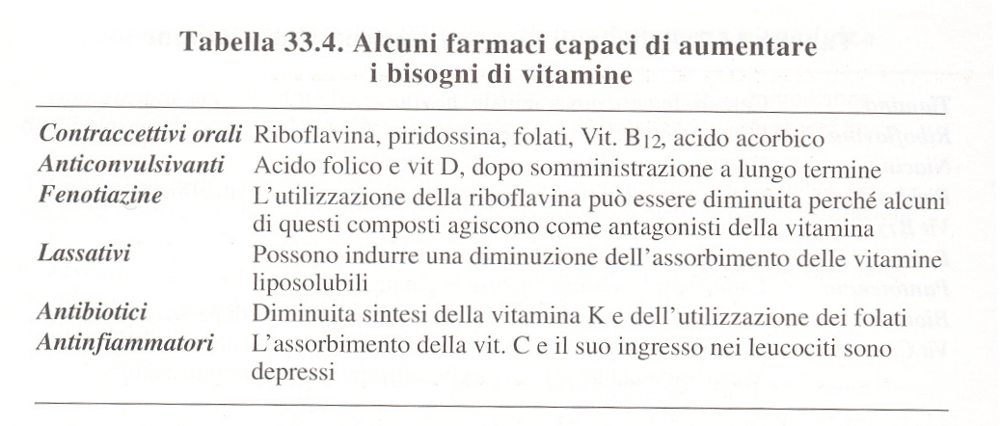 Tabella 33.4. Alcuni farmaci capaci di aumentare
i bisogni di vitamine
Contraccettivi orali Riboflavina, piridossina, folati, Vit. B12, acido acorbico
Anticonvulsivanti Acido folico e vit D, dopo somministrazione a lungo termine
Fenotiazine L'utilizzazione della riboflavina può essere diminuita perché alcuni
di questi composti agiscono come antagonisti della vitamina
Lassativi Possono indurre una diminuzione dell'assorbimento delle vitamine
liposolubili
Antibiotici Diminuita sintesi della vitamina K e dell'utilizzazione dei folati
Antinfiammatori L'assorbimento della vit. C e il suo ingresso nei leucociti sono
depressi